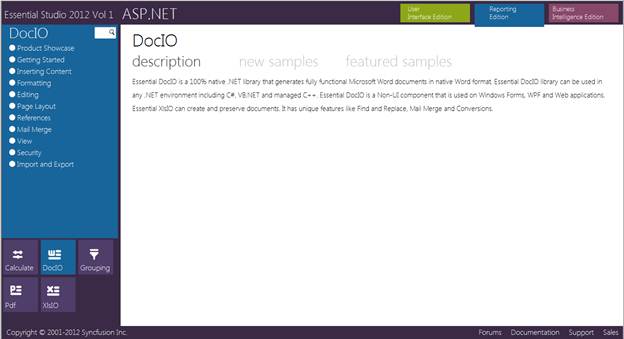 Essential Studio 2012 Vol 1 ASP.NET
User Interface Edition
Reporting Edition
Business Intelligence Edition
DocIO
Product Showcase
Getting Started
Inserting Content
Formatting
Editing
Page Layout
References
Mail Merge
View
Security
Import and Export
DocIO
description new samples featured samples
Essential DocIO is a 100% native .NET library that generates fully functional Microsoft Word documents in native Word format. Essential DocIO library can be used in
any .NET environment including C#, VB.NET and managed C++. Essential DocIO is a Non-UI component that is used on Windows Forms, WPF and Web applications.
Essential XlsIO can create and preserve documents. It has unique features like Find and Replace, Mail Merge and Conversions.
Calculate DocIO Grouping
Pdf XlsIO
Copyright © 2001-2012 Syncfusion Inc.
Forums Documentation Support Sales